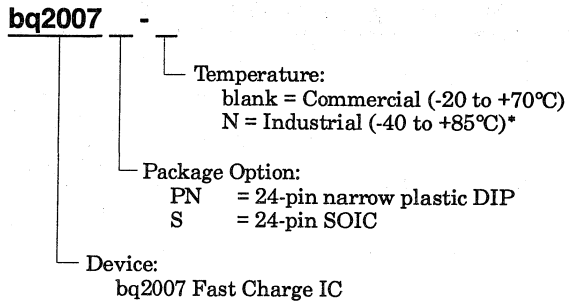 bq2007 _ - _
Temperature:
blank = Commercial (-20 to +70°C)
N = Industrial (-40 to +85°C)*
Package Option:
PN = 24-pin narrow plastic DIP
S = 24-pin SOIC
Device:
bq2007 Fast Charge IC